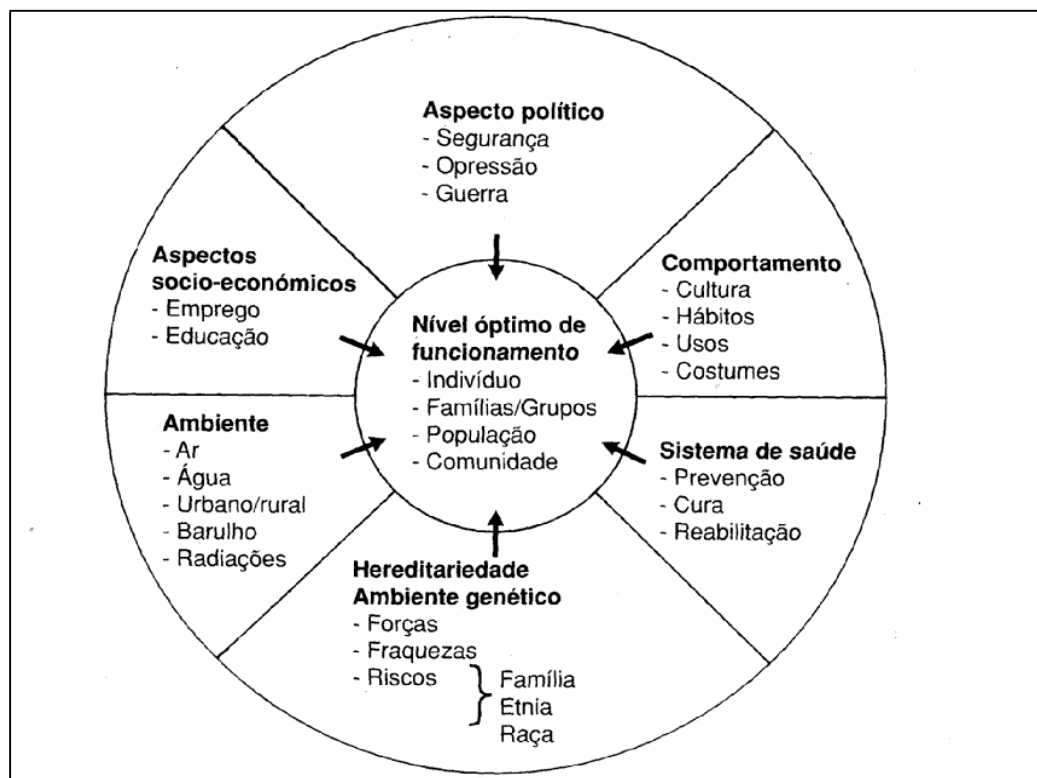 Aspecto político
- Segurança
- Opressão
- Guerra
Aspectos
socio-económicos
- Emprego
- Educação
Comportamento
- Cultura
- Hábitos
- Usos
- Costumes
Nível óptimo de
funcionamento
- Indivíduo
- Famílias/Grupos
- População
- Comunidade
Ambiente
- Ar
- Água
- Urbano/rural
- Barulho
- Radiações
Sistema de saúde
- Prevenção
- Cura
- Reabilitação
Hereditariedade
Ambiente genético
- Forças
- Fraquezas
- Riscos
Família
Etnia
Raça